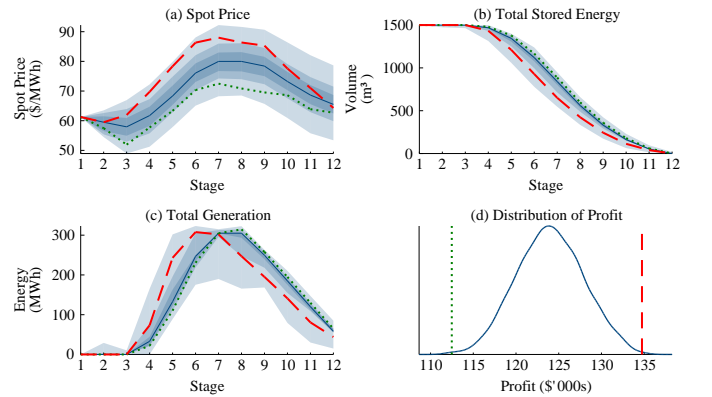 (a) Spot Price
Spot Price
($/MWh)
90
80
70
60
50
1 2 3 4 5 6 7 8 9 10 11 12
Stage
(b) Total Stored Energy
Volume
(m³)
1500
1000
500
0
1 2 3 4 5 6 7 8 9 10 11 12
Stage
(c) Total Generation
Energy
(MWh)
300
200
100
0
1 2 3 4 5 6 7 8 9 10 11 12
Stage
(d) Distribution of Profit
110 115 120 125 130 135
Profit ($'000s)